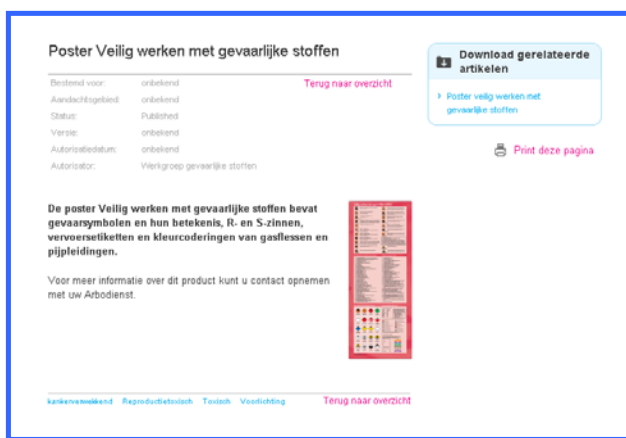 Poster Veilig werken met gevaarlijke stoffen
Bestemd voor: onbekend
Terug naar overzicht
Aandachtsgebied: onbekend
Status: Published
Versie: onbekend
Autorisatiedatum: onbekend
Autorisator: Werkgroep gevaarlijke stoffen
De poster Veilig werken met gevaarlijke stoffen bevat
gevaarsymbolen en hun betekenis, R- en S-zinnen,
vervoersetiketten en kleurcoderingen van gasflessen en
pijpleidingen.
Voor meer informatie over dit product kunt u contact opnemen
met uw Arbodienst.
kankerverwekkend Reproductietoxisch Toxisch Voorlichting
Terug naar overzicht
Download gerelateerde
artikelen
Poster veilig werken met
gevaarlijke stoffen
Print deze pagina